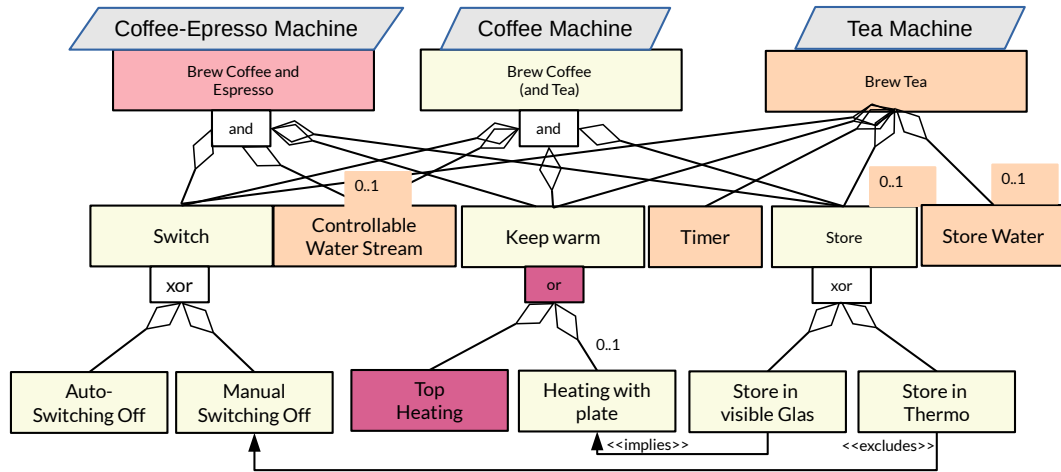 Coffee-Epresso Machine
Coffee Machine
Tea Machine
Brew Coffee and
Espresso
Brew Coffee
(and Tea)
Brew Tea
and
and
0..1
0..1
0..1
Switch
Controllable
Water Stream
Keep warm
Timer
Store
Store Water
xor
or
xor
0..1
Auto-
Switching Off
Manual
Switching Off
Top
Heating
Heating with
plate
Store in
visible Glas
Store in
Thermo
<<implies>>
<<excludes>>